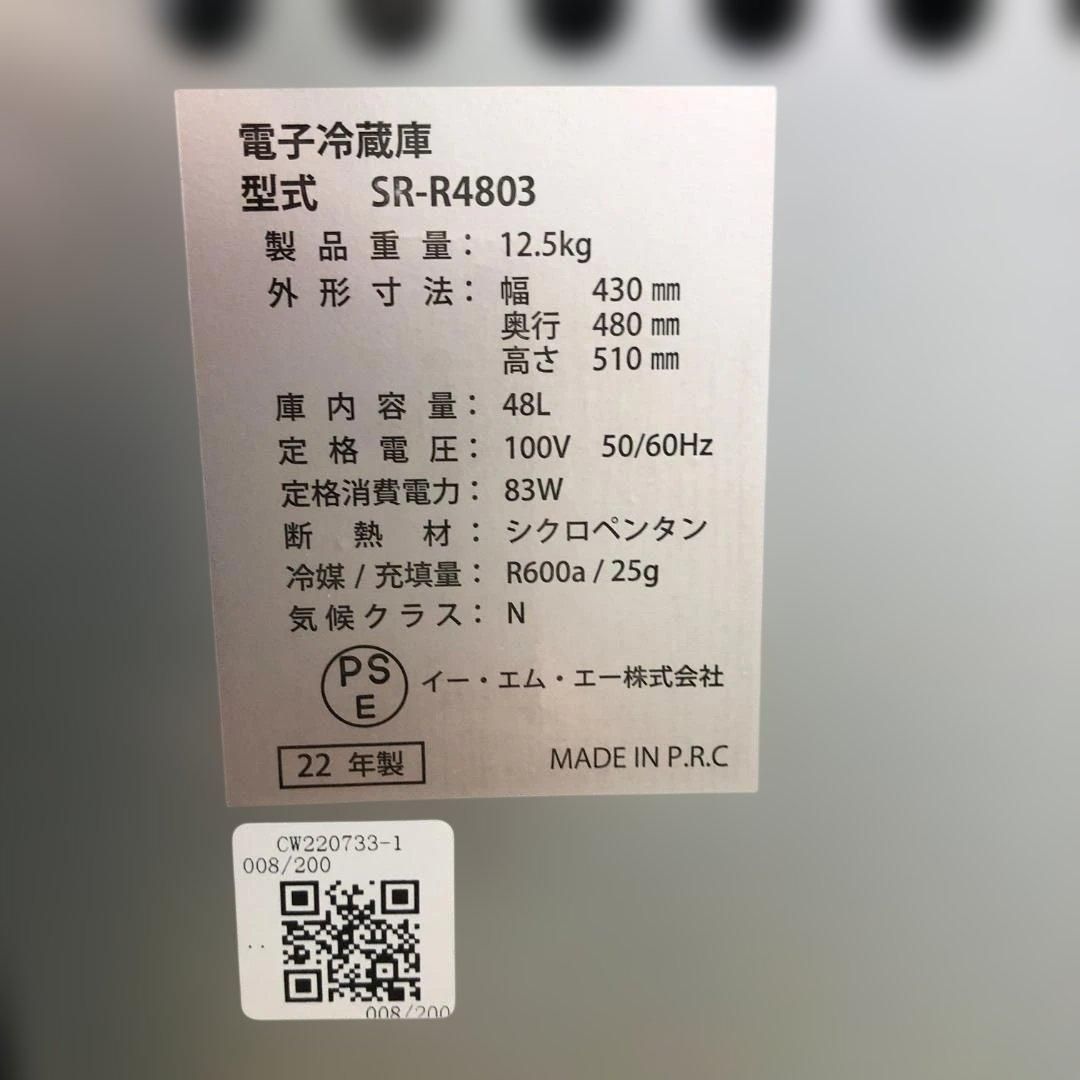 電子冷蔵庫
型式 SR-R4803
製品重量： 12.5kg
外形寸法： 幅 430㎜
奥行 480㎜
高さ 510㎜
庫内容量： 48L
定格電圧： 100V 50/60Hz
定格消費電力： 83W
断熱材： シクロペンタン
冷媒/充填量： R600a/25g
気候クラス： N
PS
E
イー・エム・エー株式会社
22 年製
MADE IN P.R.C
CW220733-1
008/200
008/200